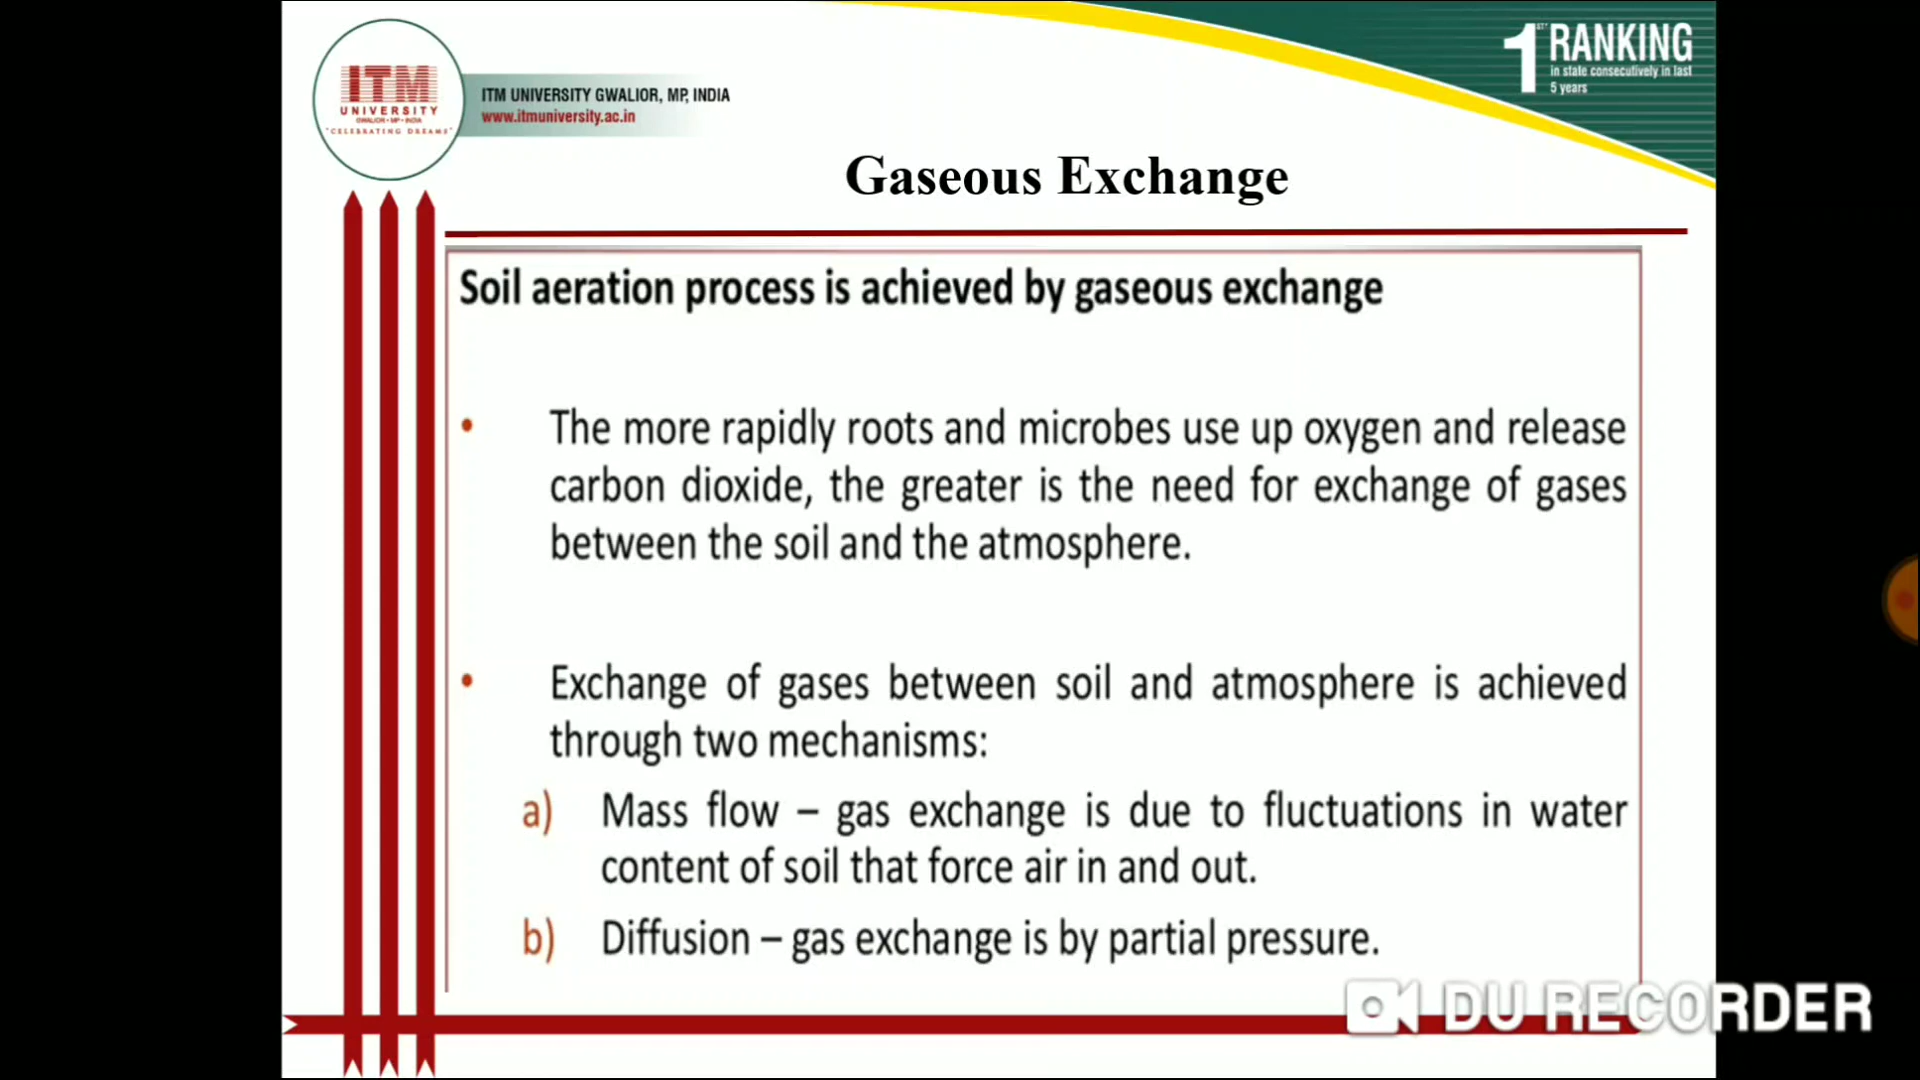 ITM
UNIVERSITY
GWALIOR • MP • INDIA
"CELEBRATING DREAMS"
ITM UNIVERSITY GWALIOR, MP, INDIA
www.itmuniversity.ac.in
1ST RANKING
in state consecutively in last
5 years
Gaseous Exchange
Soil aeration process is achieved by gaseous exchange
• The more rapidly roots and microbes use up oxygen and release
carbon dioxide, the greater is the need for exchange of gases
between the soil and the atmosphere.
• Exchange of gases between soil and atmosphere is achieved
through two mechanisms:
a) Mass flow – gas exchange is due to fluctuations in water
content of soil that force air in and out.
b) Diffusion – gas exchange is by partial pressure.
DU RECORDER